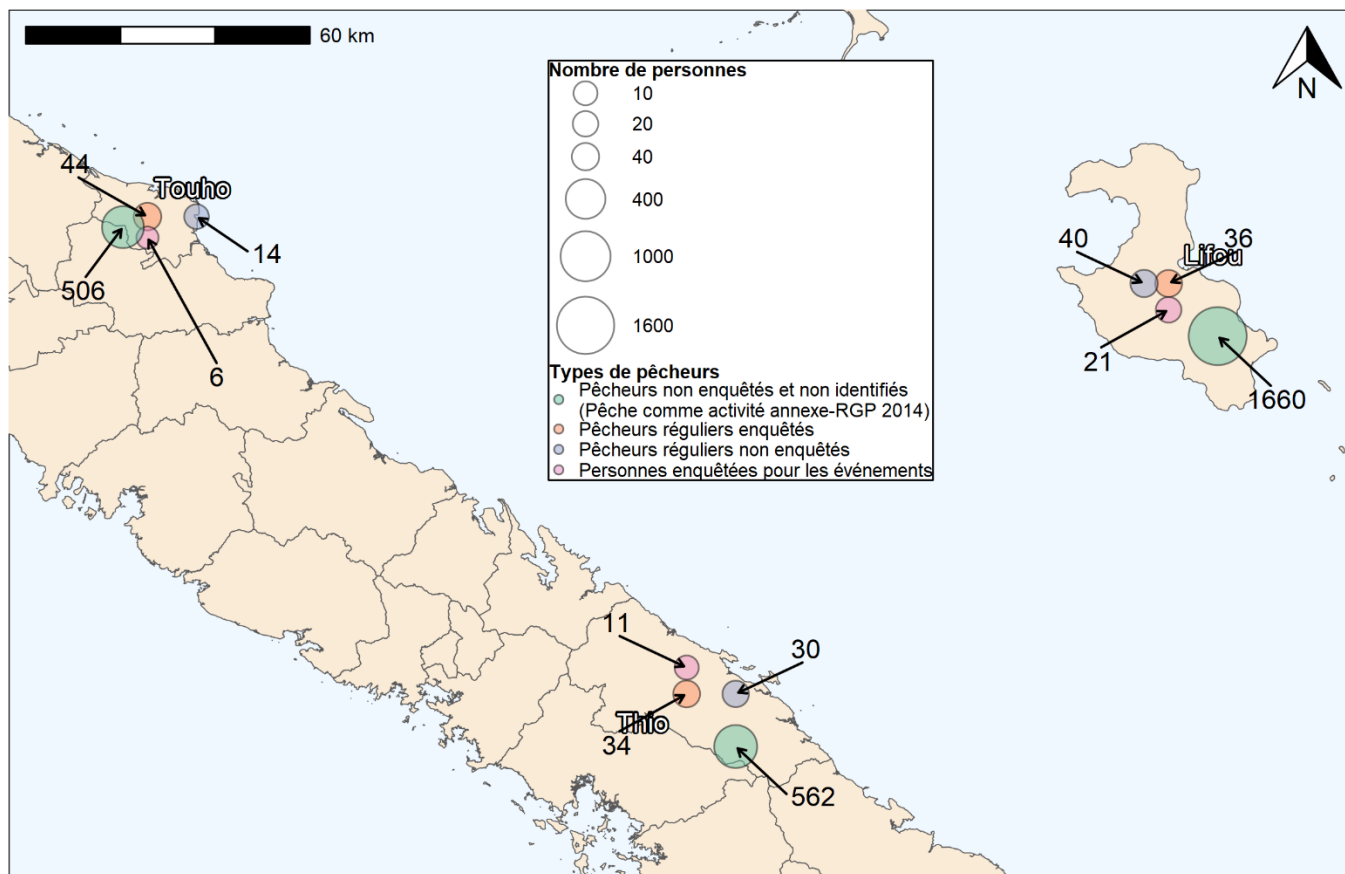 60 km
N
Nombre de personnes
10
20
40
400
1000
1600
Types de pêcheurs
Pêcheurs non enquêtés et non identifiés
(Pêche comme activité annexe-RGP 2014)
Pêcheurs réguliers enquêtés
Pêcheurs réguliers non enquêtés
Personnes enquêtées pour les événements
44
Touho
14
506
6
40
36
Lifou
21
1660
11
30
Thio
34
562